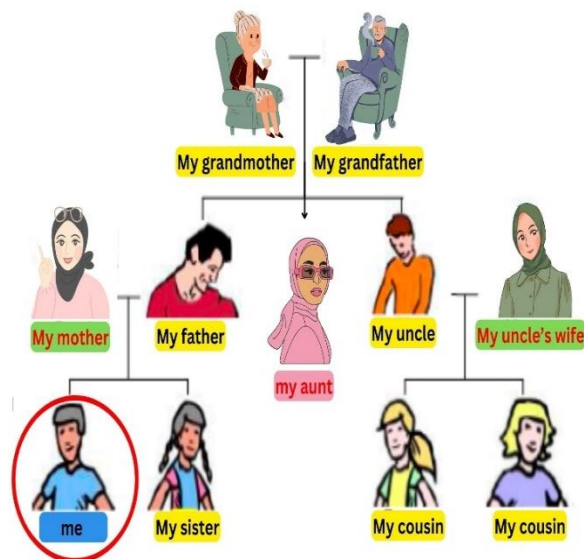 My grandmother
My grandfather
My mother
My father
my aunt
My uncle
My uncle's wife
me
My sister
My cousin
My cousin